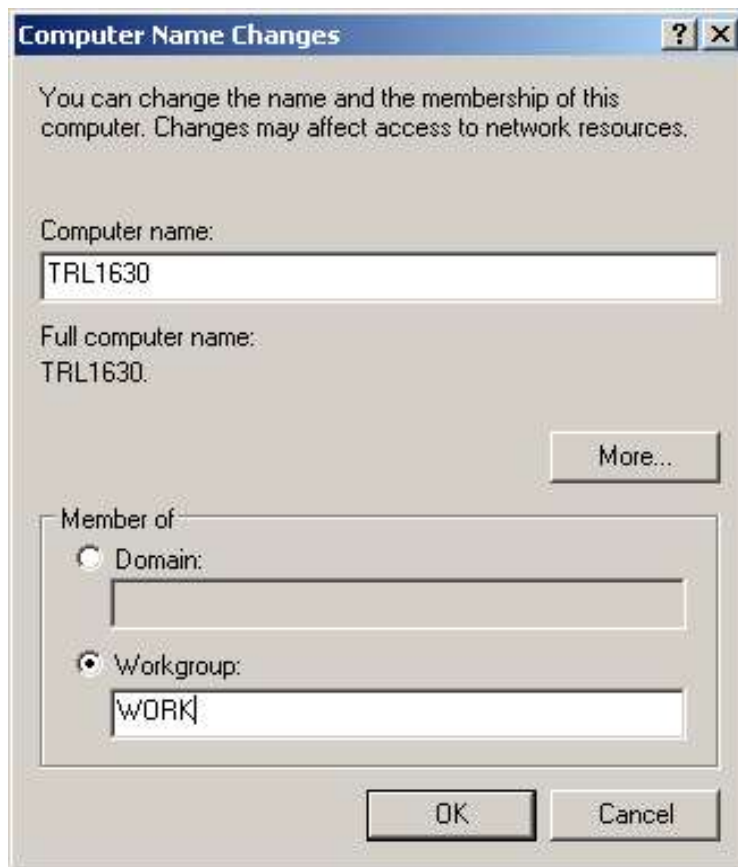 Computer Name Changes
You can change the name and the membership of this
computer. Changes may affect access to network resources.
Computer name:
TRL1630
Full computer name:
TRL1630.
More...
Member of
Domain:
Workgroup:
WORK
OK
Cancel